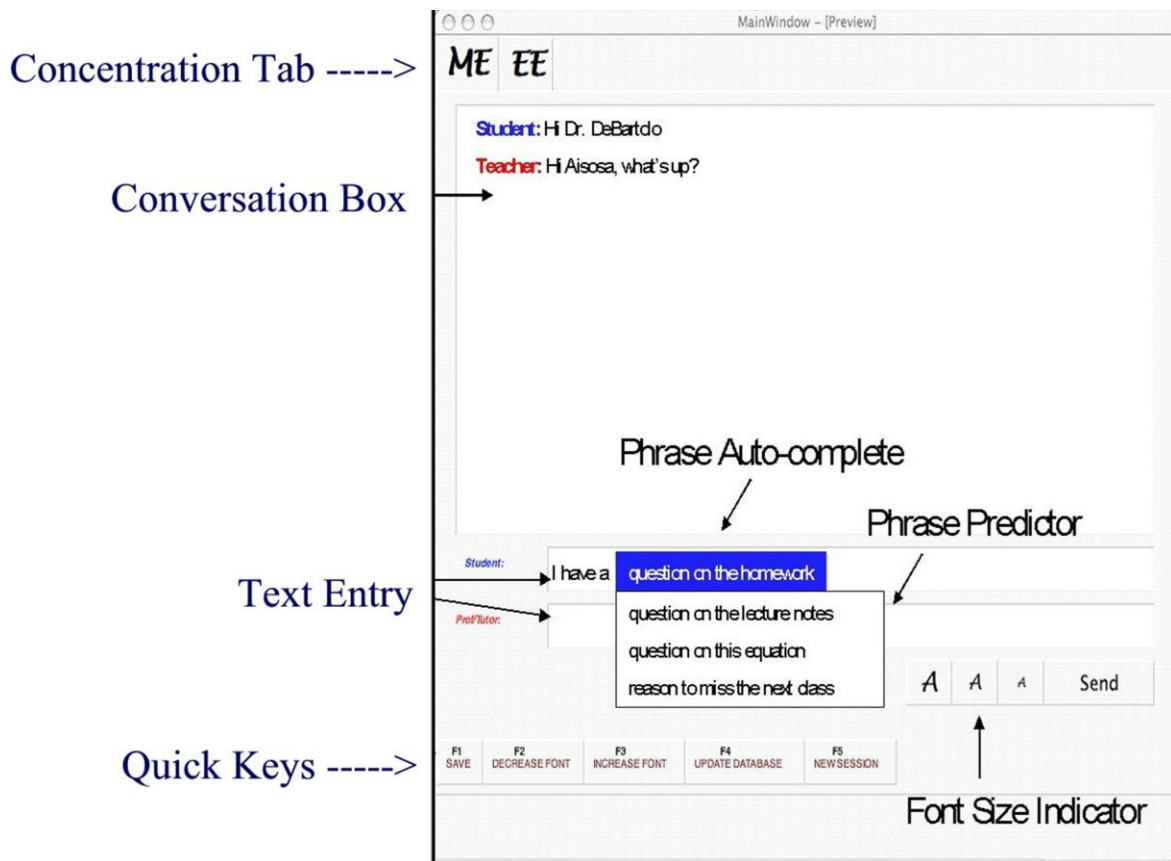 MainWindow – [Preview]
Concentration Tab ----->
ME EE
Student: Hi Dr. DeBartolo
Teacher: Hi Aisosa, what's up?
Conversation Box
Phrase Auto-complete
Phrase Predictor
Student:
I have a question on the homework
Text Entry
question on the lecture notes
Prof/Tutor:
question on this equation
reason to miss the next class
A A A Send
Quick Keys ----->
F1 F2 F3 F4 F5
SAVE DECREASE FONT INCREASE FONT UPDATE DATABASE NEW SESSION
Font Size Indicator